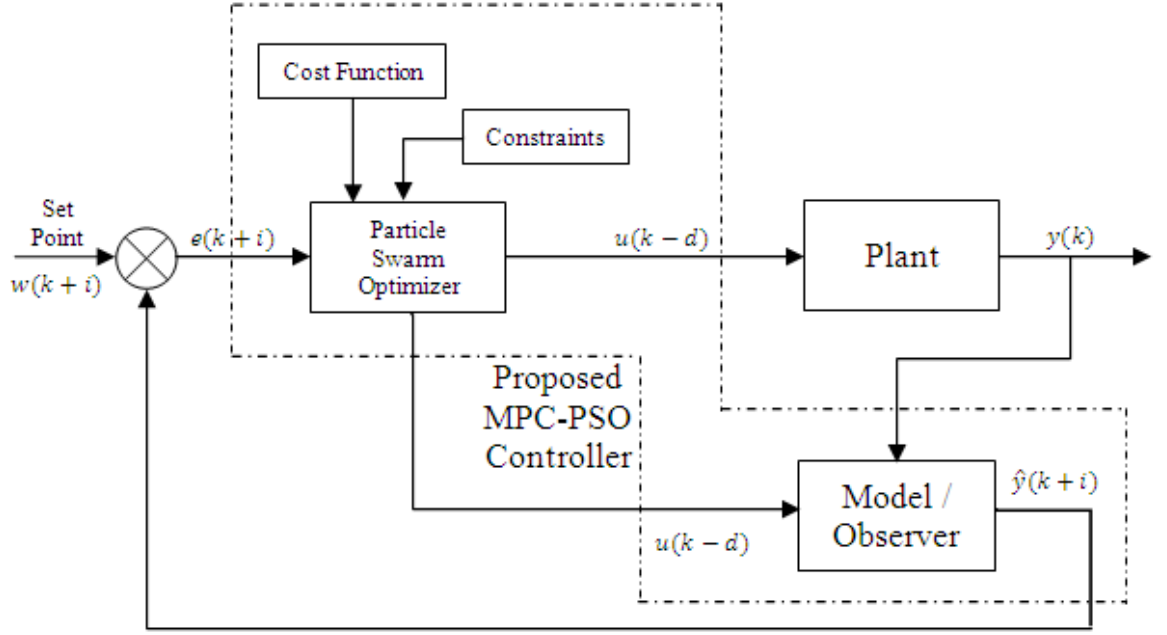 Cost Function
Constraints
Set
Point
w(k + i)
e(k + i)
Particle
Swarm
Optimizer
u(k − d)
Plant
y(k)
Proposed
MPC-PSO
Controller
u(k − d)
Model /
Observer
ŷ(k + i)